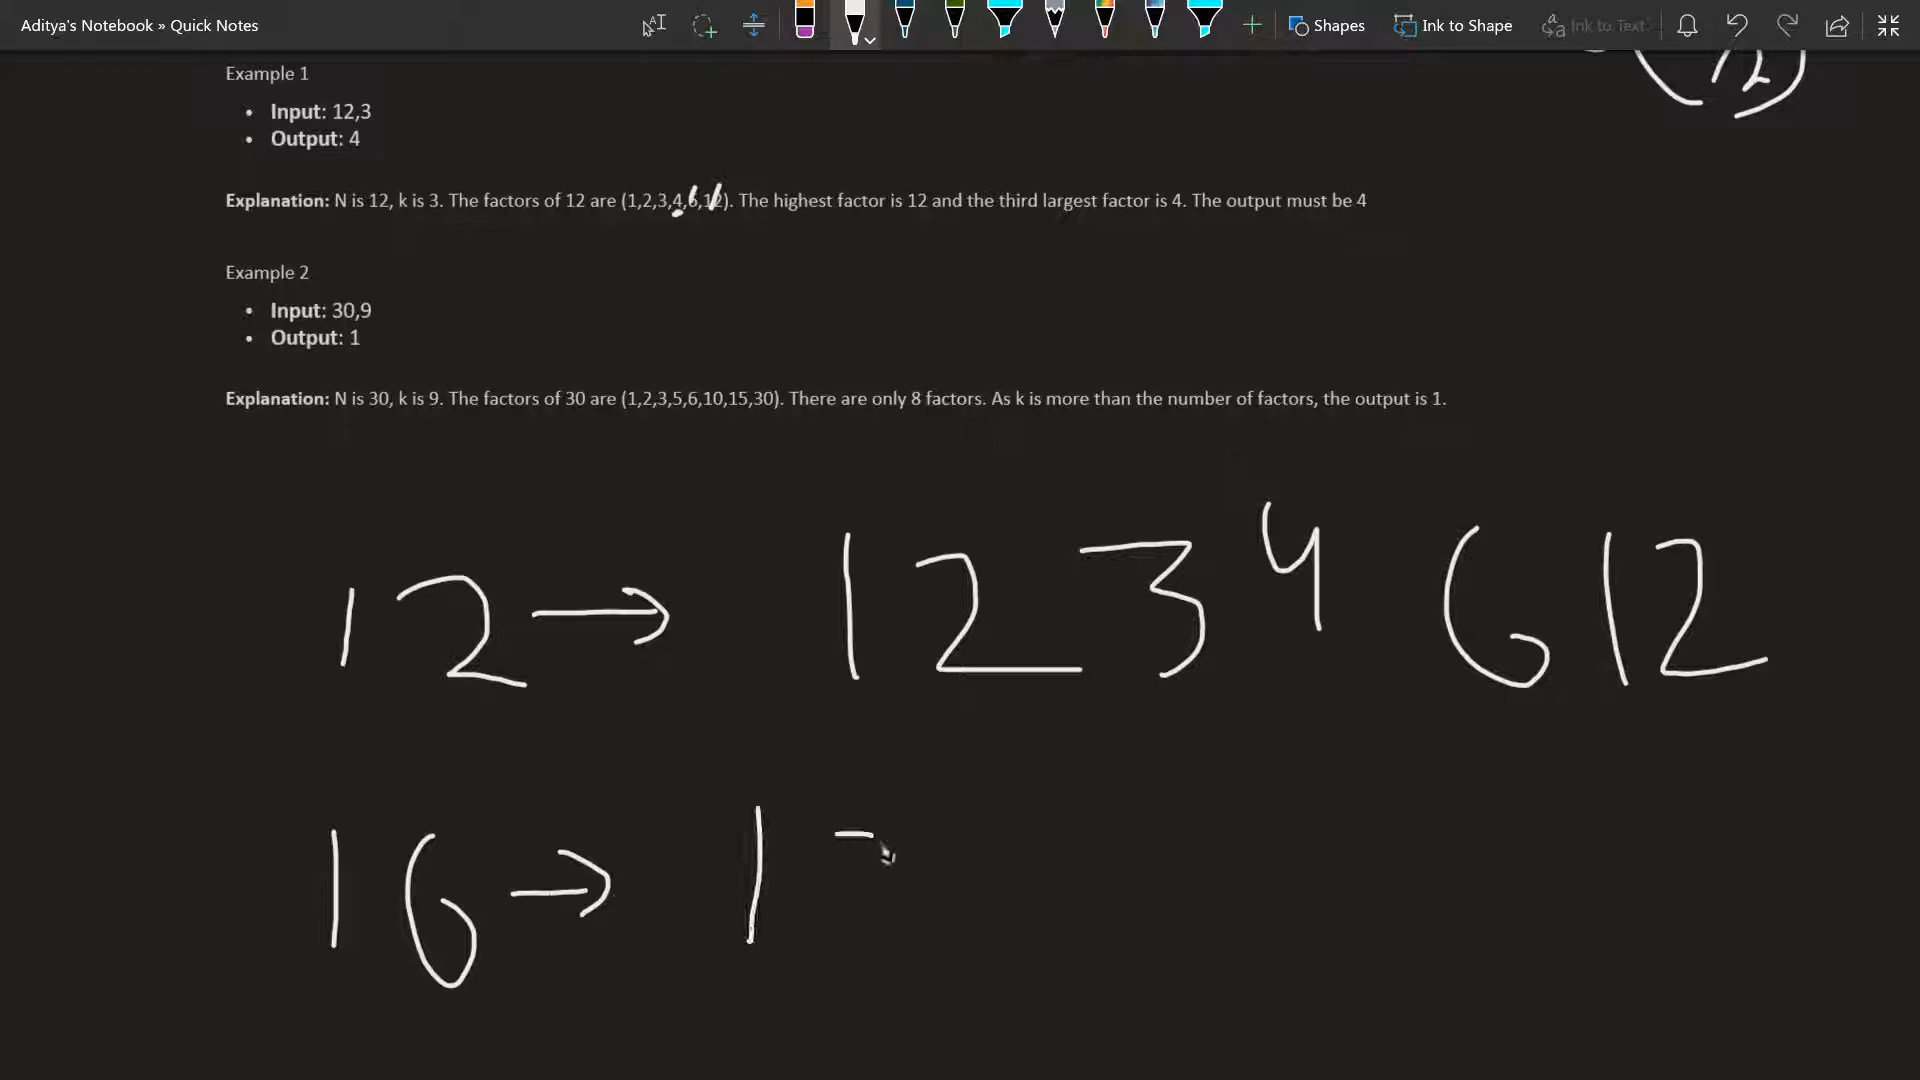 Aditya's Notebook » Quick Notes
Shapes Ink to Shape Ink to Text
12
Example 1
• Input: 12,3
• Output: 4
Explanation: N is 12, k is 3. The factors of 12 are (1,2,3,4,6,12). The highest factor is 12 and the third largest factor is 4. The output must be 4
Example 2
• Input: 30,9
• Output: 1
Explanation: N is 30, k is 9. The factors of 30 are (1,2,3,5,6,10,15,30). There are only 8 factors. As k is more than the number of factors, the output is 1.
12 → 1 2 3 4 6 12
16 → 1